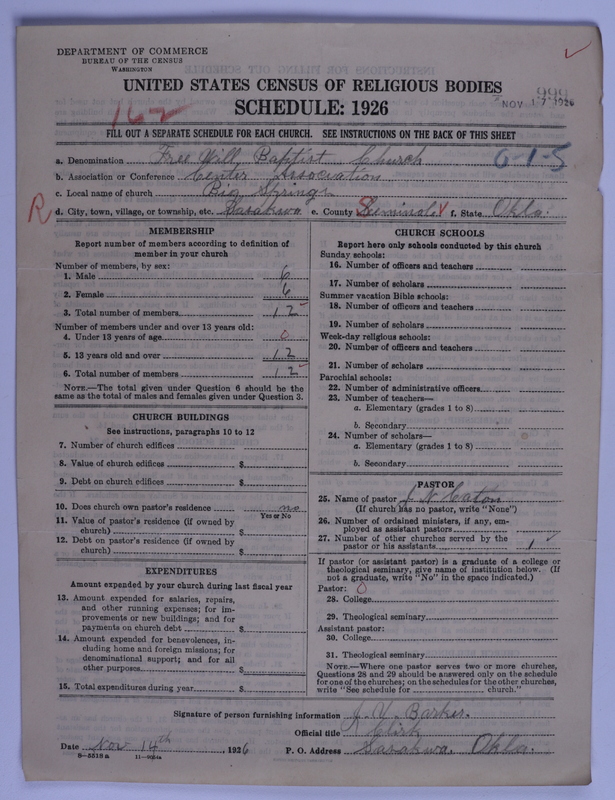 DEPARTMENT OF COMMERCE
BUREAU OF THE CENSUS
WASHINGTON
UNITED STATES CENSUS OF RELIGIOUS BODIES
SCHEDULE: 1926
162
NOV 17 1926
FILL OUT A SEPARATE SCHEDULE FOR EACH CHURCH. SEE INSTRUCTIONS ON THE BACK OF THIS SHEET
a. Denomination Free Will Baptist Church 6-1-5
b. Association or Conference Center Association
c. Local name of church Big Springs
R d. City, town, village, or township, etc. Sasakwa e. County Seminole f. State Okla.
MEMBERSHIP
Report number of members according to definition of
member in your church
Number of members, by sex:
1. Male 6
2. Female 6
3. Total number of members 12
Number of members under and over 13 years old:
4. Under 13 years of age 0
5. 13 years old and over 12
6. Total number of members 12
NOTE.—The total given under Question 6 should be the
same as the total of males and females given under Question 3.
CHURCH BUILDINGS
See instructions, paragraphs 10 to 12
7. Number of church edifices
8. Value of church edifices $
9. Debt on church edifices $
10. Does church own pastor's residence no
Yes or No
11. Value of pastor's residence (if owned by
church) $
12. Debt on pastor's residence (if owned by
church) $
EXPENDITURES
Amount expended by your church during last fiscal year
13. Amount expended for salaries, repairs,
and other running expenses; for im-
provements or new buildings; and for
payments on church debt $
14. Amount expended for benevolences, in-
cluding home and foreign missions; for
denominational support; and for all
other purposes $
15. Total expenditures during year $
CHURCH SCHOOLS
Report here only schools conducted by this church
Sunday schools:
16. Number of officers and teachers
17. Number of scholars
Summer vacation Bible schools:
18. Number of officers and teachers
19. Number of scholars
Week-day religious schools:
20. Number of officers and teachers
21. Number of scholars
Parochial schools:
22. Number of administrative officers
23. Number of teachers—
a. Elementary (grades 1 to 8)
b. Secondary
24. Number of scholars—
a. Elementary (grades 1 to 8)
b. Secondary
PASTOR
25. Name of pastor J. N. Eaton
(If church has no pastor, write "None")
26. Number of ordained ministers, if any, em-
ployed as assistant pastors
27. Number of other churches served by the
pastor or his assistants 1
If pastor (or assistant pastor) is a graduate of a college or
theological seminary, give name of institution below. (If
not a graduate, write "No" in the space indicated.)
Pastor: 0
28. College
29. Theological seminary
Assistant pastor:
30. College
31. Theological seminary
NOTE.—Where one pastor serves two or more churches,
Questions 28 and 29 should be answered only on the schedule
for one of the churches; on the schedules for the other churches,
write "See schedule for church."
Signature of person furnishing information J. V. Barker.
Official title Clirk
Date Nov 14th, 1926 P. O. Address Sasakwa. Okla.
8—5518a 11—9054a